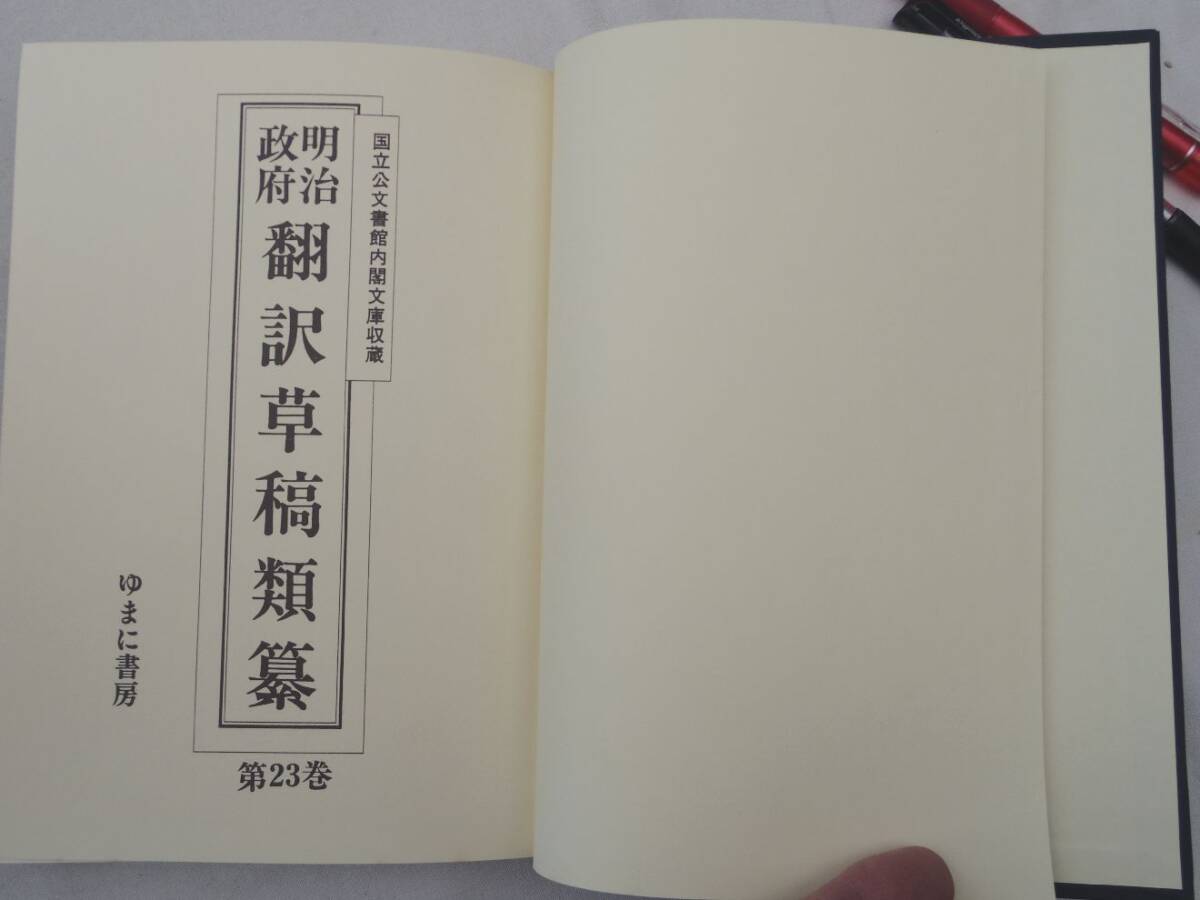 国立公文書館内閣文庫収蔵
明治政府翻訳草稿類纂
第23巻
ゆまに書房